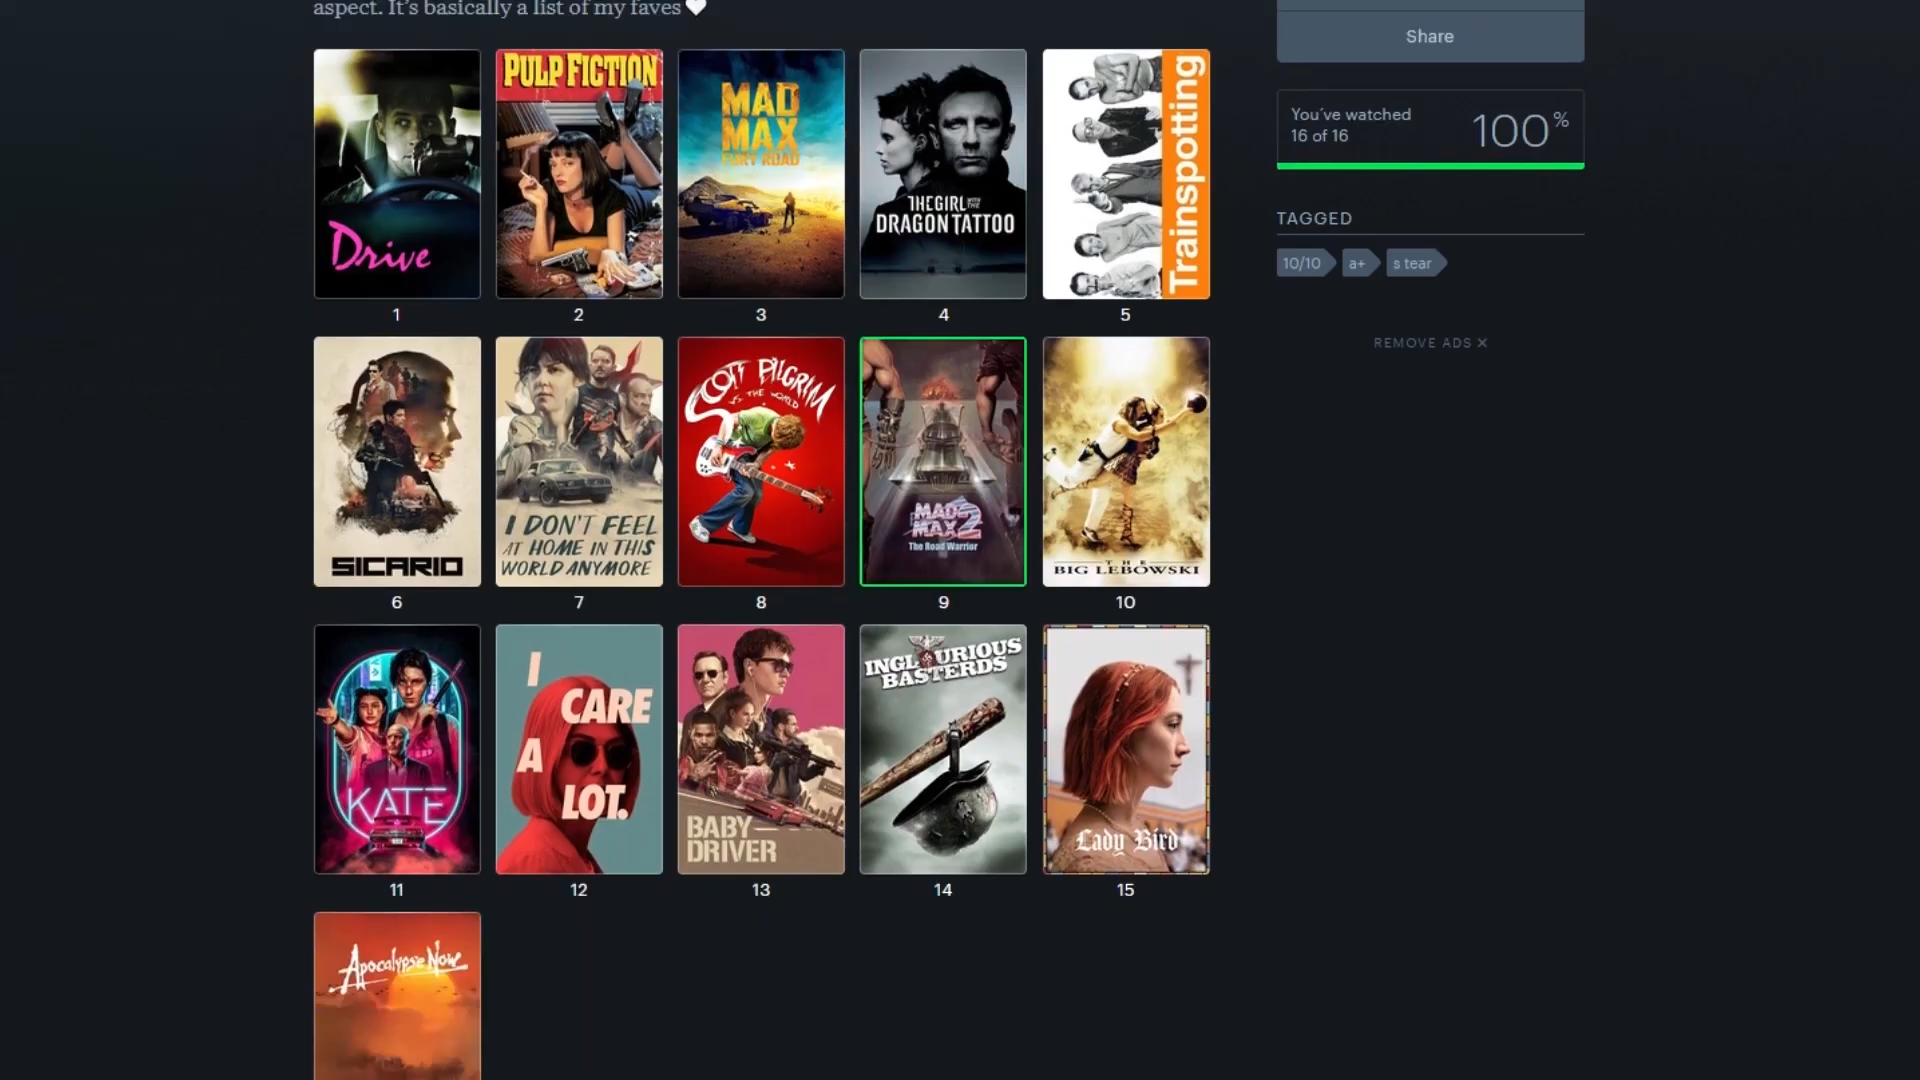 aspect. It's basically a list of my faves
Share
You've watched
16 of 16
100%
TAGGED
10/10
a+
s tear
REMOVE ADS ×
Drive
PULP FICTION
MAD
MAX
FURY ROAD
THE GIRL WITH THE
DRAGON TATTOO
Trainspotting
1
2
3
4
5
SICARIO
I DON'T FEEL
AT HOME IN THIS
WORLD ANYMORE
SCOTT PILGRIM
VS. THE WORLD
MAD
MAX 2
The Road Warrior
THE
BIG LEBOWSKI
6
7
8
9
10
KATE
I
CARE
A
LOT.
BABY
DRIVER
INGLOURIOUS
BASTERDS
Lady Bird
11
12
13
14
15
Apocalypse Now